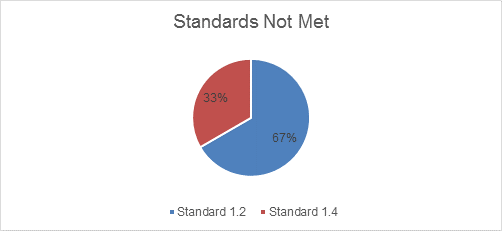 Standards Not Met
33%
67%
Standard 1.2 Standard 1.4